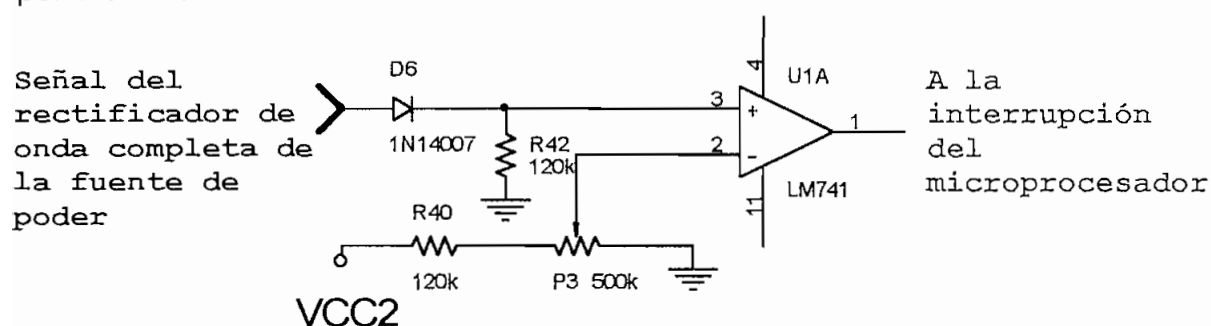 Señal del
rectificador de
onda completa de
la fuente de
poder
D6
1N14007
R42
120k
R40
120k
VCC2
P3 500k
3
+
2
-
4
11
U1A
1
LM741
A la
interrupción
del
microprocesador